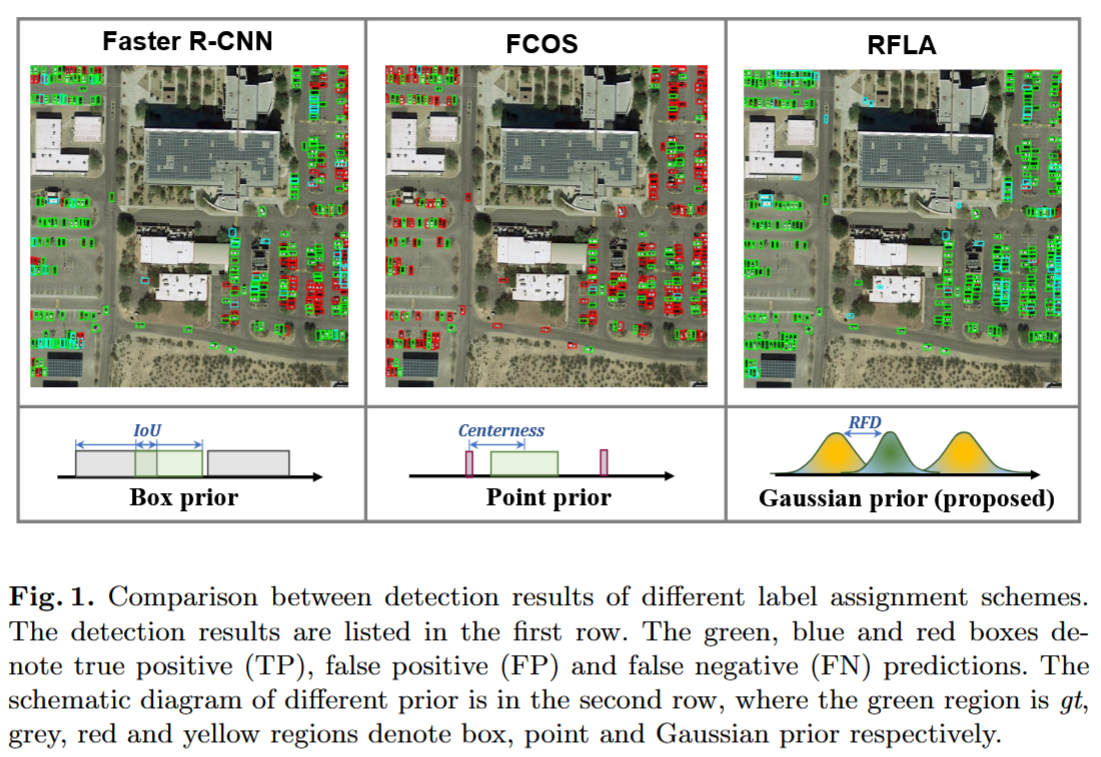 Faster R-CNN
FCOS
RFLA
IoU
Box prior
Centerness
Point prior
RFD
Gaussian prior (proposed)
Fig. 1. Comparison between detection results of different label assignment schemes.
The detection results are listed in the first row. The green, blue and red boxes de-
note true positive (TP), false positive (FP) and false negative (FN) predictions. The
schematic diagram of different prior is in the second row, where the green region is gt,
grey, red and yellow regions denote box, point and Gaussian prior respectively.